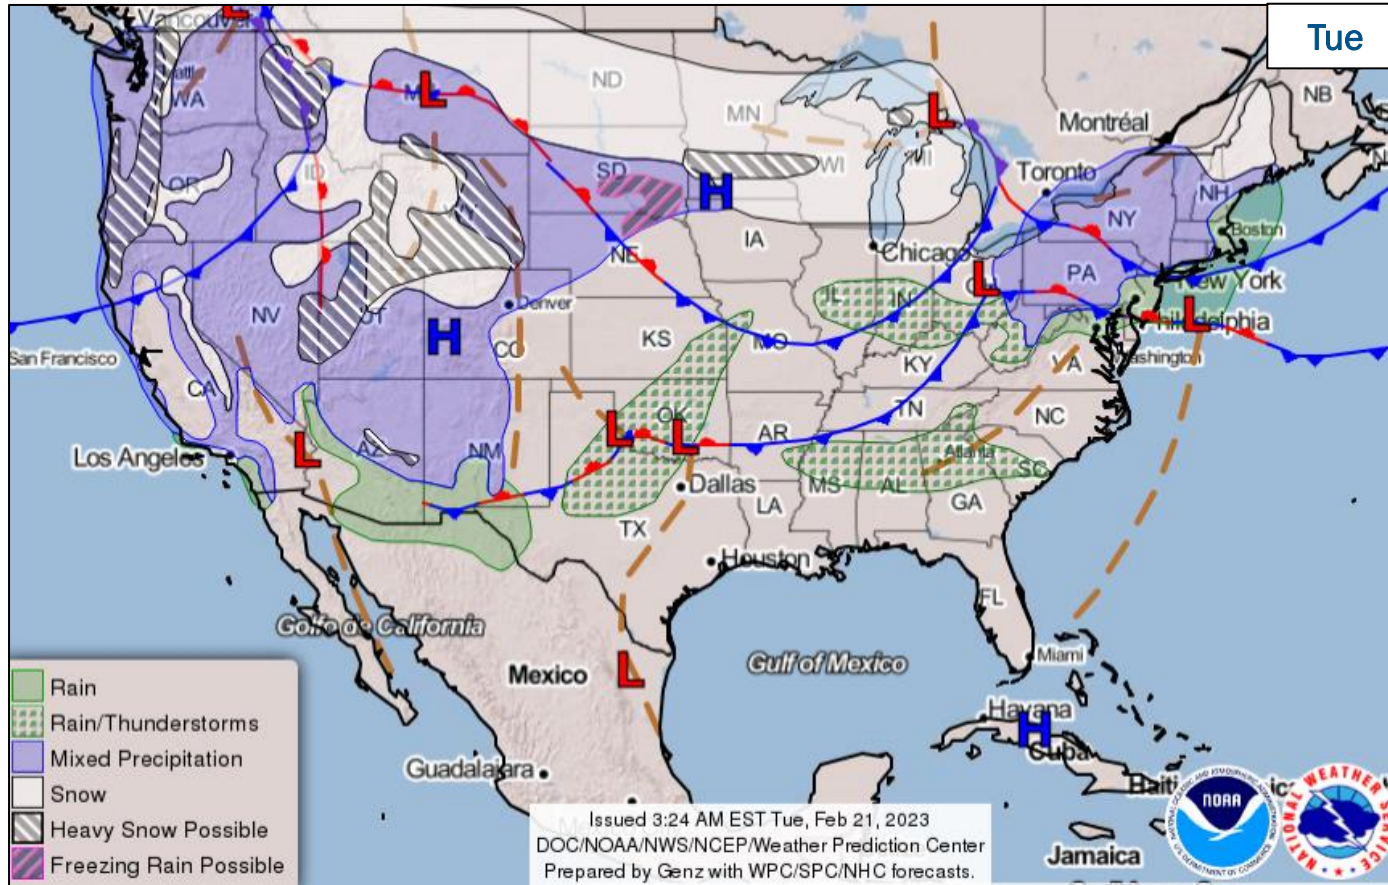 Tue
Vancouver
L
WA
OR
ID
L
ND
MN
L
WI
MI
SD
H
WY
NE
IA
Chicago
Montréal
NB
Toronto
NH
NY
Boston
PA
L
New York
L
Philadelphia
Washington
NV
UT
H
Denver
CO
KS
MO
IL
IN
KY
VA
San Francisco
CA
Los Angeles
L
AZ
NM
L
OK
L
AR
TN
NC
Atlanta
SC
Dallas
LA
MS
AL
GA
TX
Houston
FL
Golfo de California
Mexico
L
Gulf of Mexico
Miami
Havana
H
Cuba
Guadalajara
Jamaica
Rain
Rain/Thunderstorms
Mixed Precipitation
Snow
Heavy Snow Possible
Freezing Rain Possible
Issued 3:24 AM EST Tue, Feb 21, 2023
DOC/NOAA/NWS/NCEP/Weather Prediction Center
Prepared by Genz with WPC/SPC/NHC forecasts.
NOAA
NATIONAL WEATHER SERVICE